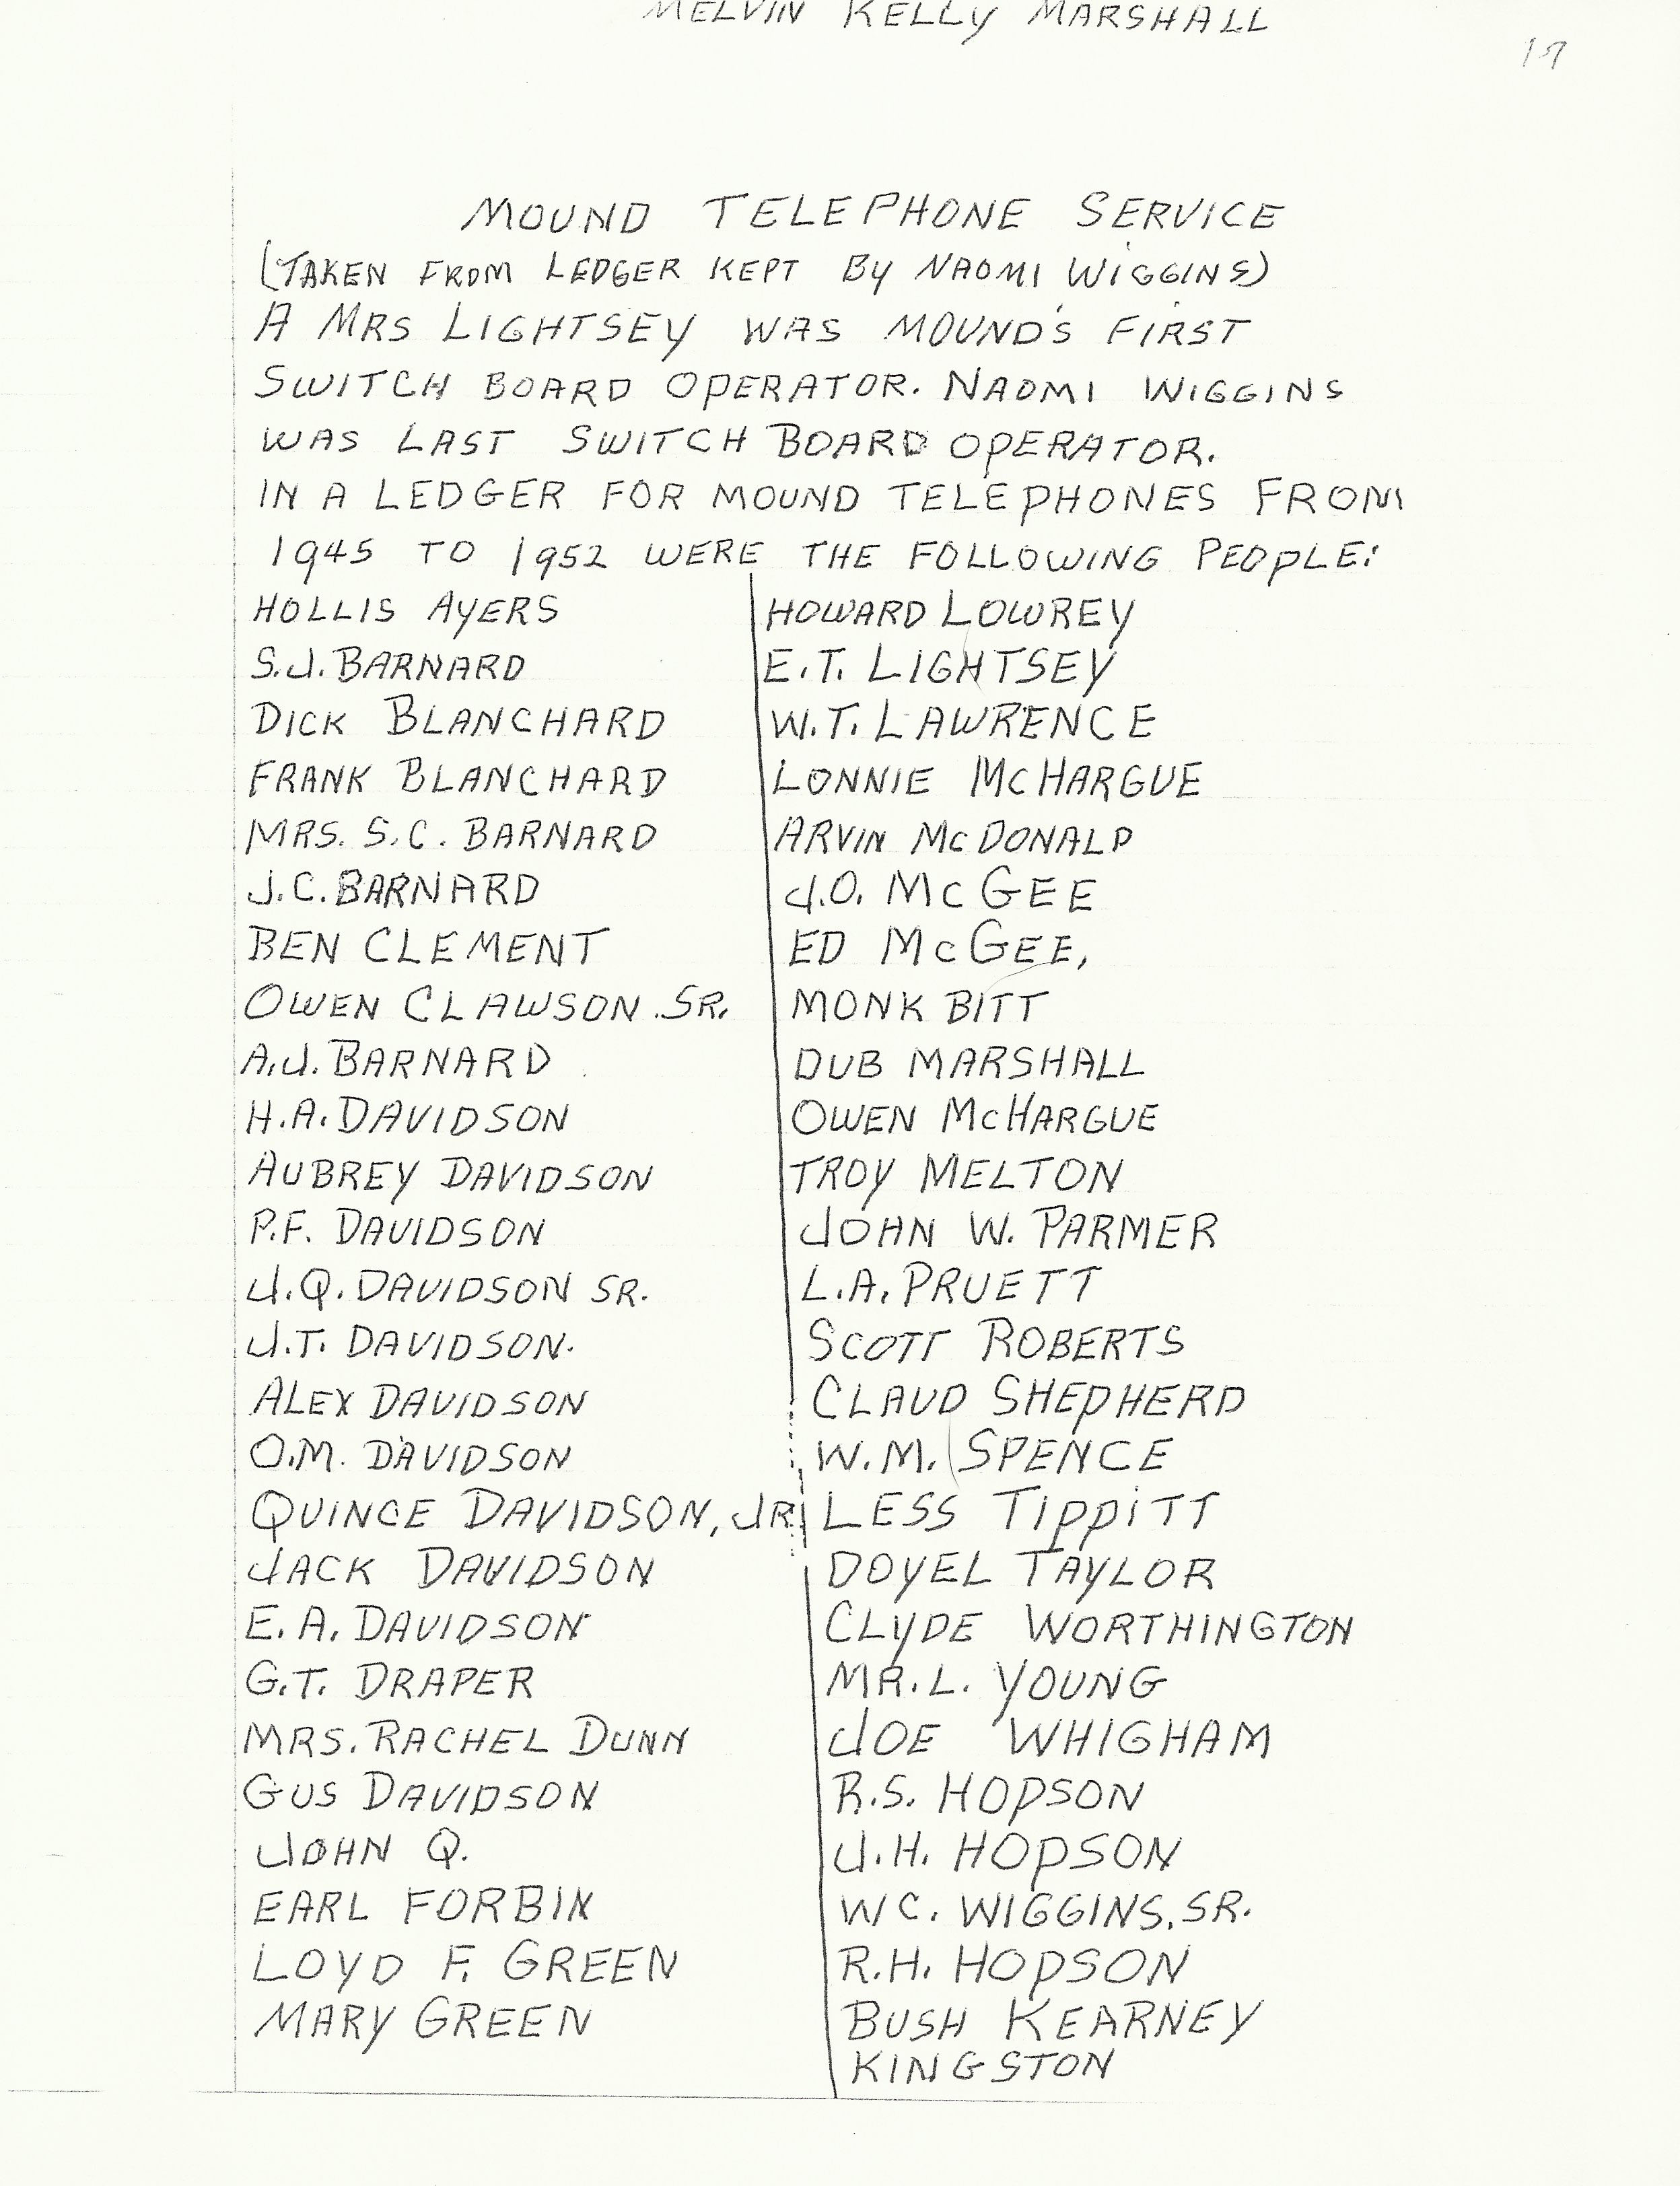 MELVIN KELLY MARSHALL
17
MOUND TELEPHONE SERVICE
(TAKEN FROM LEDGER KEPT BY NAOMI WIGGINS)
A MRS LIGHTSEY WAS MOUND'S FIRST
SWITCH BOARD OPERATOR. NAOMI WIGGINS
WAS LAST SWITCH BOARD OPERATOR.
IN A LEDGER FOR MOUND TELEPHONES FROM
1945 TO 1952 WERE THE FOLLOWING PEOPLE:
HOLLIS AYERS
S.J. BARNARD
DICK BLANCHARD
FRANK BLANCHARD
MRS. S.C. BARNARD
J.C. BARNARD
BEN CLEMENT
OWEN CLAWSON SR.
A.J. BARNARD
H.A. DAVIDSON
AUBREY DAVIDSON
P.F. DAVIDSON
J.Q. DAVIDSON SR.
J.T. DAVIDSON.
ALEX DAVIDSON
O.M. DAVIDSON
QUINCE DAVIDSON, JR.
JACK DAVIDSON
E.A. DAVIDSON
G.T. DRAPER
MRS. RACHEL DUNN
GUS DAVIDSON
JOHN Q.
EARL FORBIN
LOYD F. GREEN
MARY GREEN
HOWARD LOWREY
E.T. LIGHTSEY
W.T. LAWRENCE
LONNIE MCHARGUE
ARVIN McDONALD
J.O. McGEE
ED McGEE,
MONK BITT
DUB MARSHALL
OWEN McHARGUE
TROY MELTON
JOHN W. PARMER
L.A. PRUETT
SCOTT ROBERTS
CLAUD SHEPHERD
W.M. SPENCE
LESS TIPPITT
DOYEL TAYLOR
CLYDE WORTHINGTON
MR. L. YOUNG
JOE WHIGHAM
R.S. HOPSON
J.H. HOPSON
W C. WIGGINS, SR.
R.H. HOPSON
BUSH KEARNEY
KINGSTON